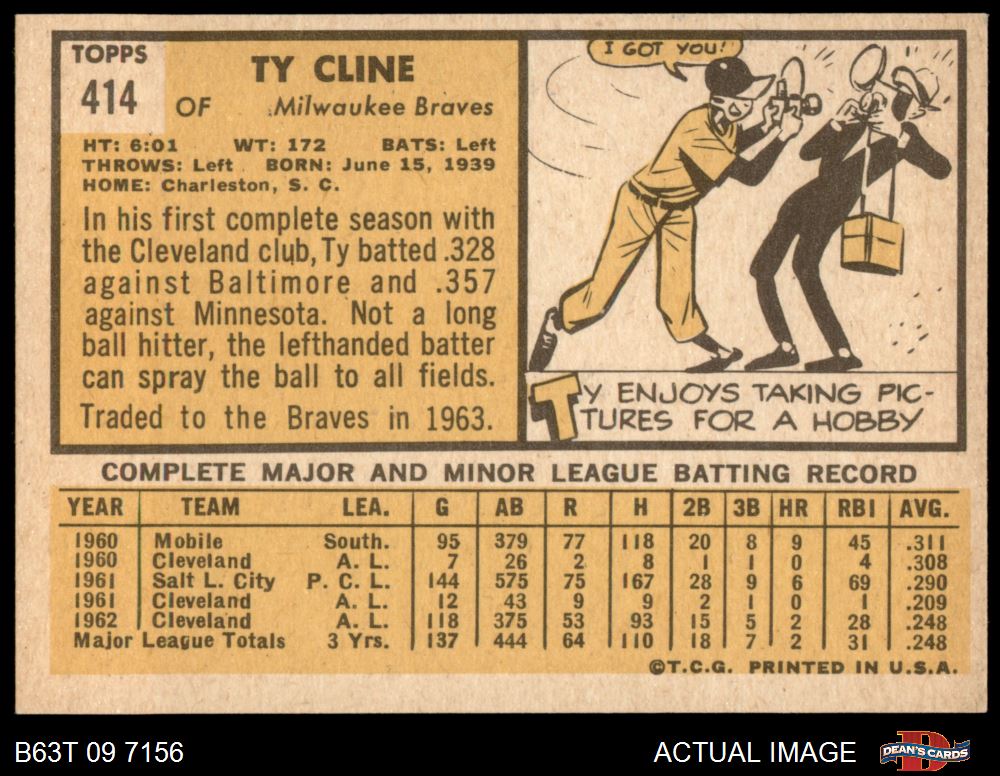 TOPPS
414
TY CLINE
OF Milwaukee Braves
HT: 6:01 WT: 172 BATS: Left
THROWS: Left BORN: June 15, 1939
HOME: Charleston, S. C.
In his first complete season with
the Cleveland club, Ty batted .328
against Baltimore and .357
against Minnesota. Not a long
ball hitter, the lefthanded batter
can spray the ball to all fields.
Traded to the Braves in 1963.
I GOT YOU!
TY ENJOYS TAKING PIC-
TURES FOR A HOBBY
COMPLETE MAJOR AND MINOR LEAGUE BATTING RECORD
YEAR TEAM LEA. G AB R H 2B 3B HR RBI AVG.
1960 Mobile South. 95 379 77 118 20 8 9 45 .311
1960 Cleveland A. L. 7 26 2 8 1 1 0 4 .308
1961 Salt L. City P. C. L. 144 575 75 167 28 9 6 69 .290
1961 Cleveland A. L. 12 43 9 9 2 1 0 1 .209
1962 Cleveland A. L. 118 375 53 93 15 5 2 28 .248
Major League Totals 3 Yrs. 137 444 64 110 18 7 2 31 .248
©T.C.G. PRINTED IN U.S.A.
B63T 09 7156
ACTUAL IMAGE
DEAN'S CARDS